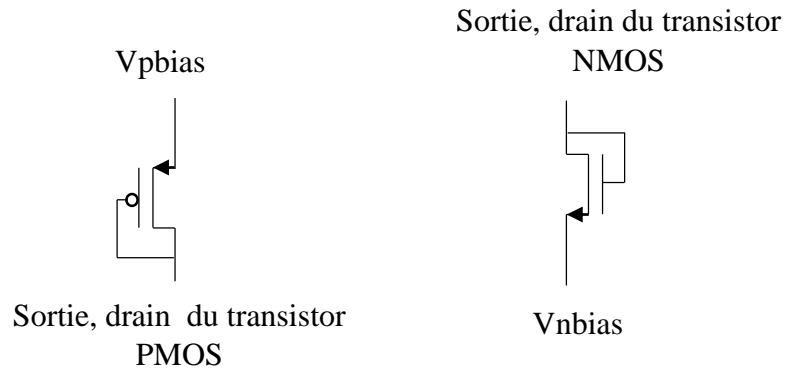 Vpbias
Sortie, drain du transistor
PMOS
Sortie, drain du transistor
NMOS
Vnbias